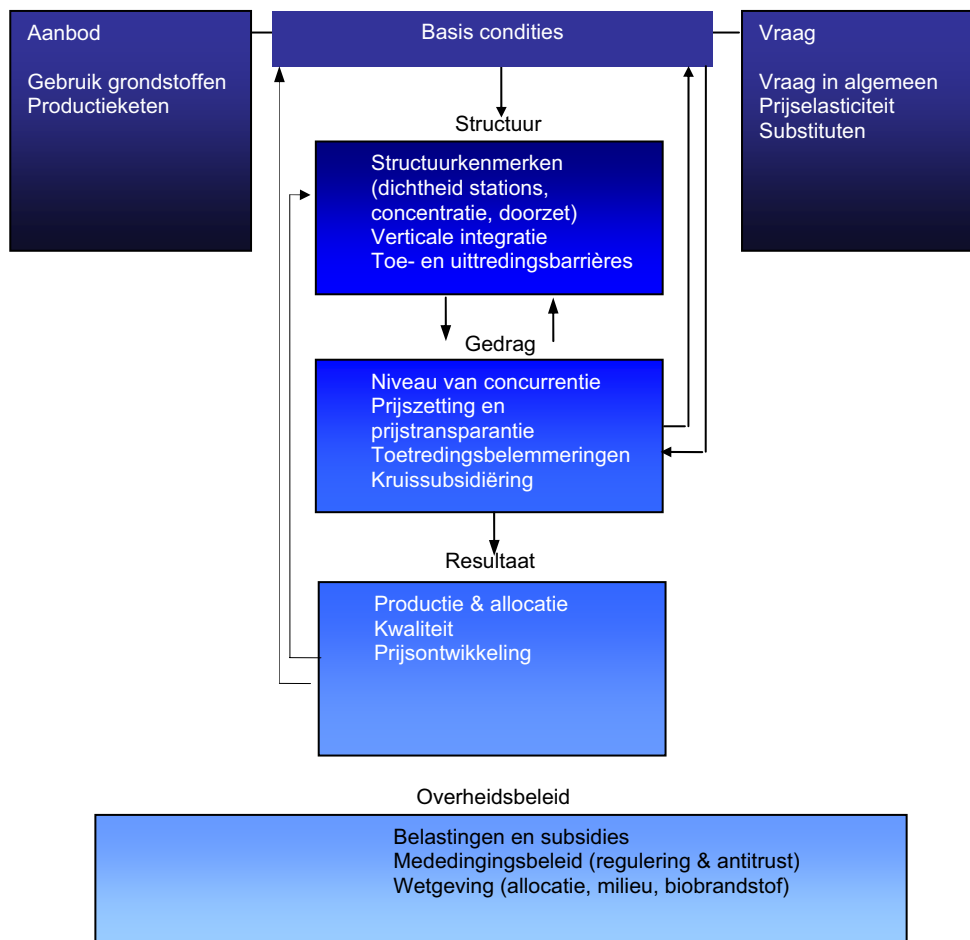 Aanbod
Gebruik grondstoffen
Productieketen
Basis condities
Vraag
Vraag in algemeen
Prijselasticiteit
Substituten
Structuur
Structuurkenmerken
(dichtheid stations,
concentratie, doorzet)
Verticale integratie
Toe- en uittredingsbarrières
Gedrag
Niveau van concurrentie
Prijszetting en
prijstransparantie
Toetredingsbelemmeringen
Kruissubsidiëring
Resultaat
Productie & allocatie
Kwaliteit
Prijsontwikkeling
Overheidsbeleid
Belastingen en subsidies
Mededingingsbeleid (regulering & antitrust)
Wetgeving (allocatie, milieu, biobrandstof)